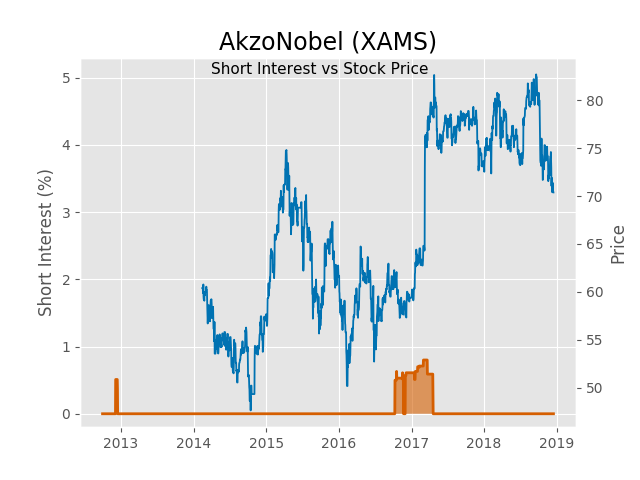 AkzoNobel (XAMS)
Short Interest vs Stock Price
Short Interest (%)
5
4
3
2
1
0
80
75
70
65
60
55
50
Price
2013 2014 2015 2016 2017 2018 2019